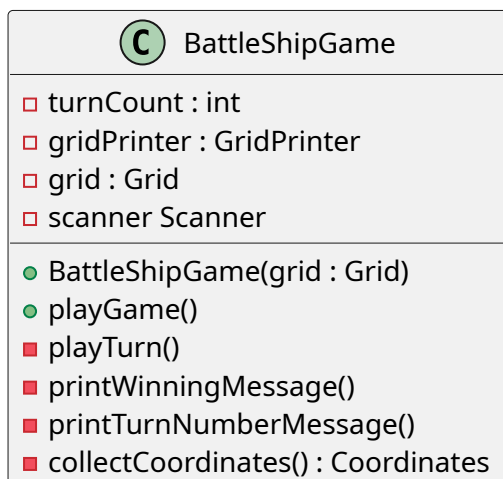 C BattleShipGame
turnCount : int
gridPrinter : GridPrinter
grid : Grid
scanner Scanner
BattleShipGame(grid : Grid)
playGame()
playTurn()
printWinningMessage()
printTurnNumberMessage()
collectCoordinates() : Coordinates